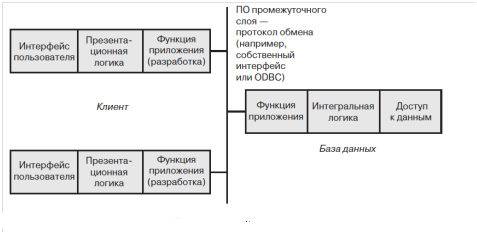 ПО промежуточного
слоя —
протокол обмена
(например,
собственный
интерфейс
или ODBC)
Интерфейс
пользователя
Презента-
ционная
логика
Функция
приложения
(разработка)
Клиент
Функция
приложения
Интегральная
логика
Доступ
к данным
База данных
Интерфейс
пользователя
Презента-
ционная
логика
Функция
приложения
(разработка)